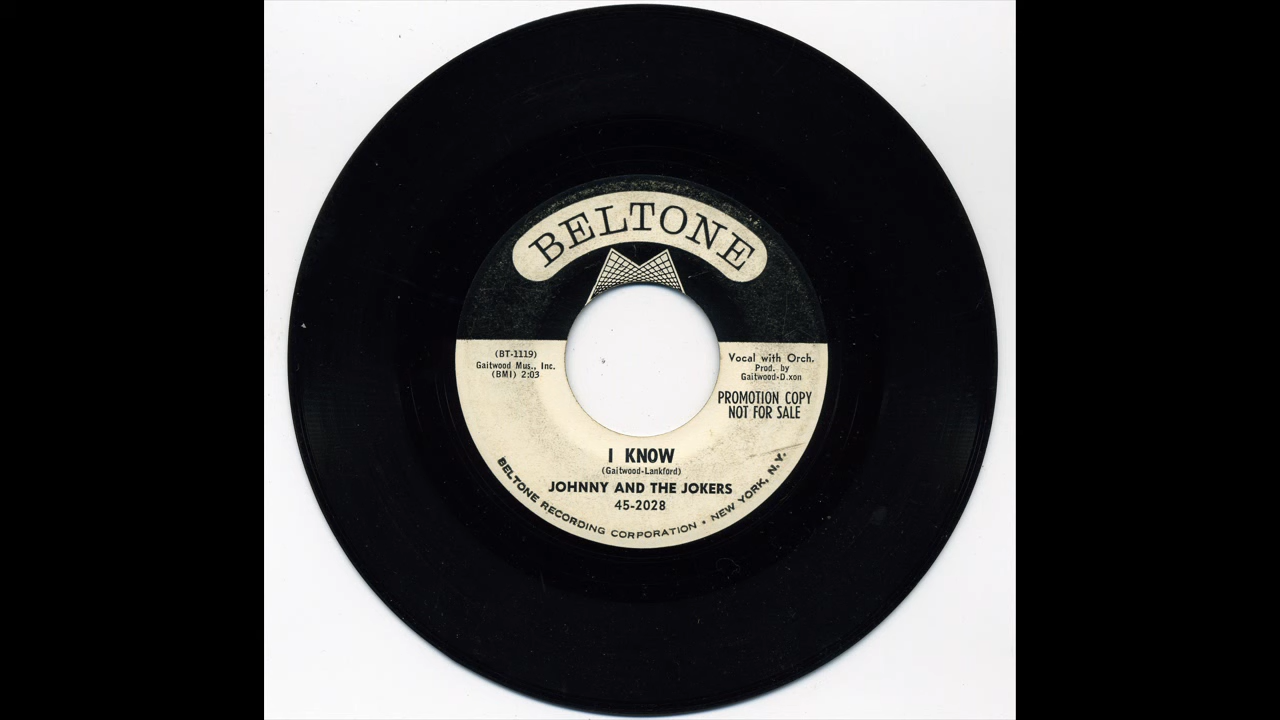 BELTONE
(BT-1119)
Gaitwood Mus., Inc.
(BMI) 2:03
Vocal with Orch.
Prod. by
Gaitwood-D.xon
PROMOTION COPY
NOT FOR SALE
I KNOW
(Gaitwood-Lankford)
JOHNNY AND THE JOKERS
45-2028
BELTONE RECORDING CORPORATION • NEW YORK, N.Y.